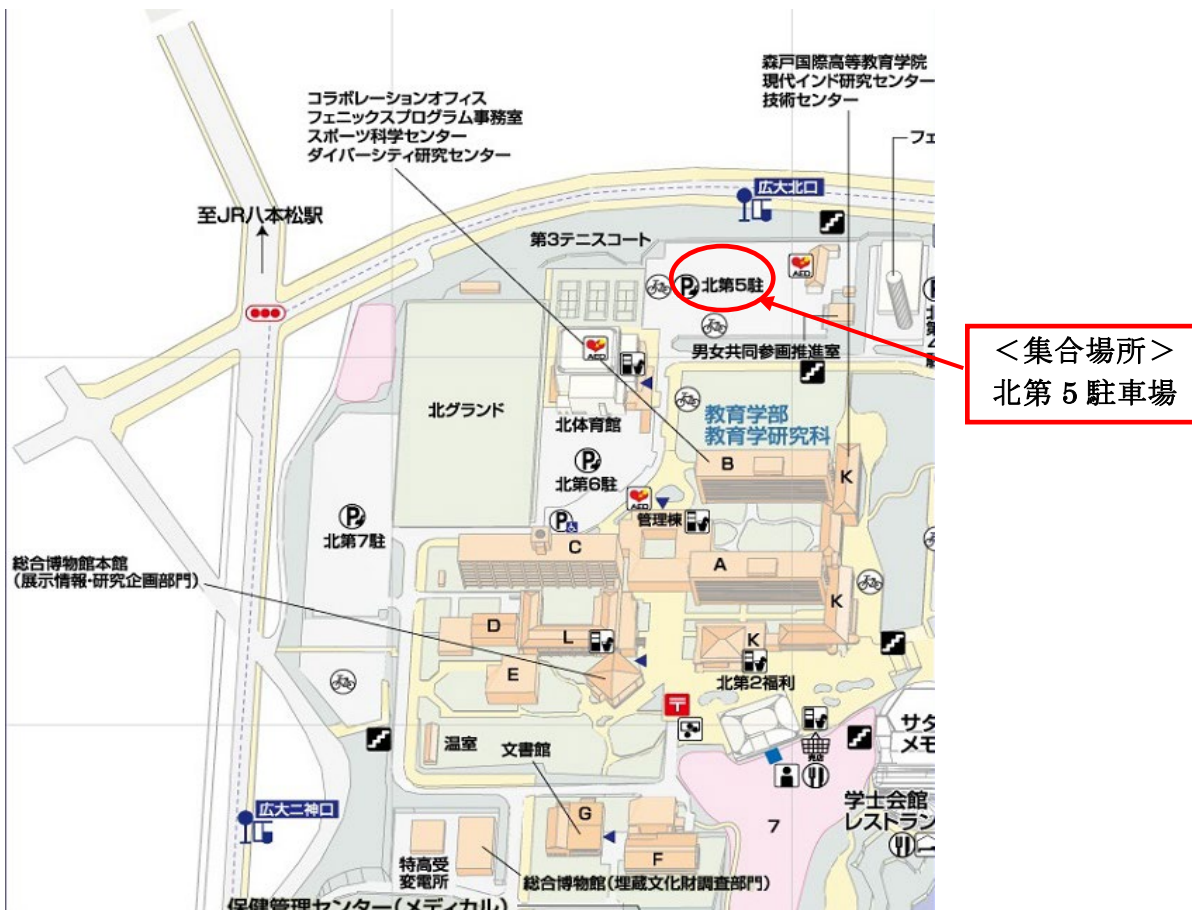 森戸国際高等教育学院
現代インド研究センター
技術センター
コラボレーションオフィス
フェニックスプログラム事務室
スポーツ科学センター
ダイバーシティ研究センター
フェ
広大北口
至JR八本松駅
第3テニスコート
AED
P 北第5駐
P
北第4駐
男女共同参画推進室
<集合場所>
北第5駐車場
AED
北グランド
北体育館
教育学部
教育学研究科
B
K
P
北第6駐
AED
管理棟
P
北第7駐
P
C
A
総合博物館本館
(展示情報・研究企画部門)
K
D
L
K
E
北第2福利
〒
サタ
メモ
売店
温室
文書館
広大二神口
学士会館
レストラン
7
G
F
特高受
変電所
総合博物館(埋蔵文化財調査部門)
保健管理センター(メディカル)